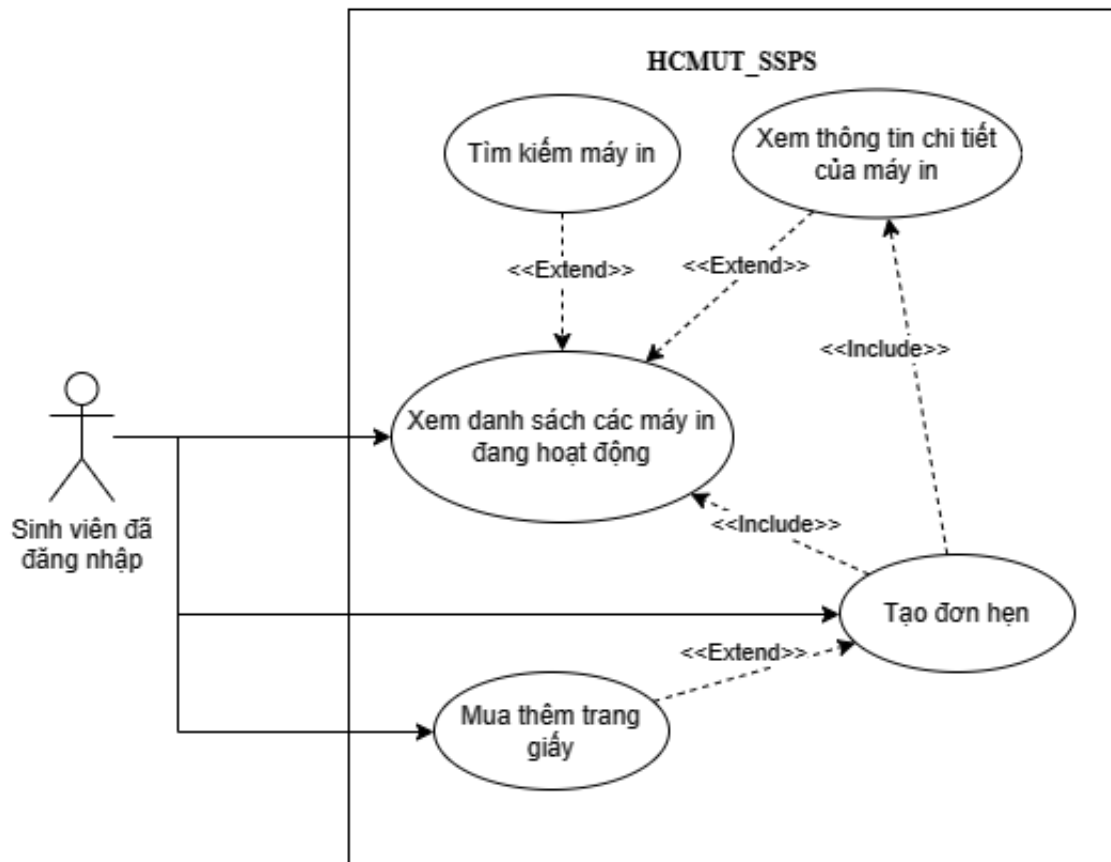 HCMUT_SSPS
Tìm kiếm máy in
Xem thông tin chi tiết
của máy in
<<Extend>>
<<Extend>>
<<Include>>
Xem danh sách các máy in
đang hoạt động
Sinh viên đã
đăng nhập
<<Include>>
Tạo đơn hẹn
<<Extend>>
Mua thêm trang
giấy